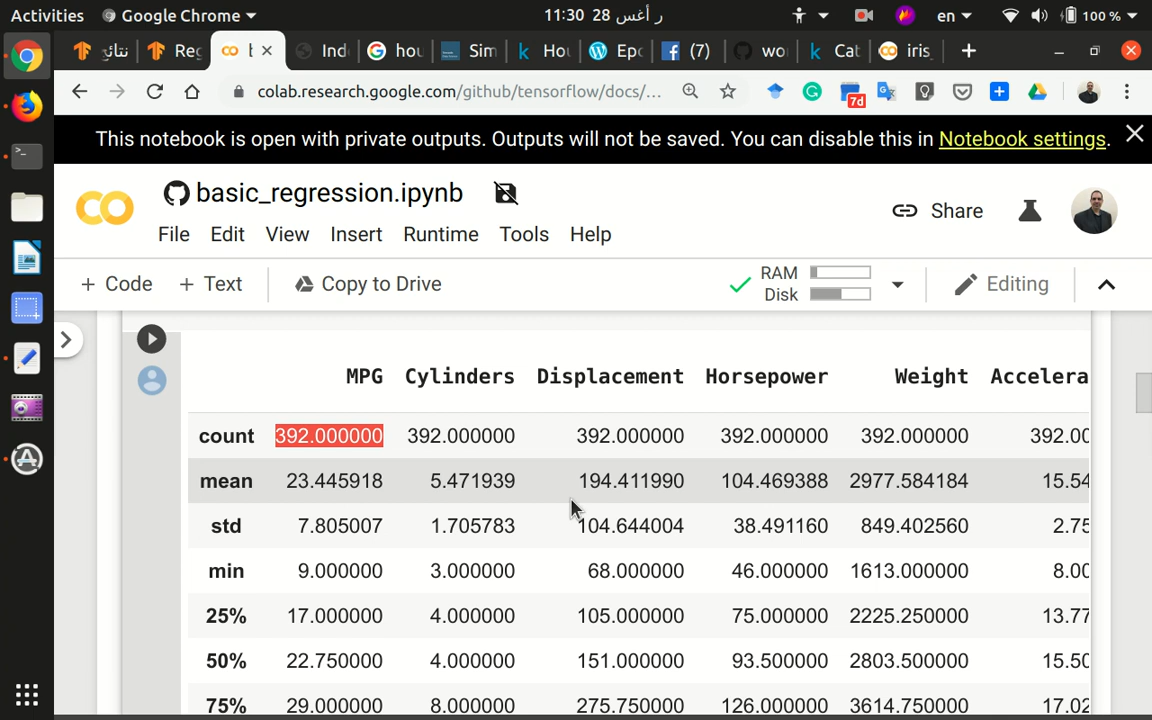 Activities Google Chrome ر أغس 28 11:30 en 100 %
نتائج Reg Ind hou Sim Hou Epc (7) wo Cat iris_
colab.research.google.com/github/tensorflow/docs/... 7d
This notebook is open with private outputs. Outputs will not be saved. You can disable this in Notebook settings.
basic_regression.ipynb
Share
File Edit View Insert Runtime Tools Help
+ Code + Text Copy to Drive RAM Disk Editing
MPG Cylinders Displacement Horsepower Weight Accelera
count 392.000000 392.000000 392.000000 392.000000 392.000000 392.00
mean 23.445918 5.471939 194.411990 104.469388 2977.584184 15.54
std 7.805007 1.705783 104.644004 38.491160 849.402560 2.75
min 9.000000 3.000000 68.000000 46.000000 1613.000000 8.00
25% 17.000000 4.000000 105.000000 75.000000 2225.250000 13.77
50% 22.750000 4.000000 151.000000 93.500000 2803.500000 15.50
75% 29.000000 8.000000 275.750000 126.000000 3614.750000 17.02